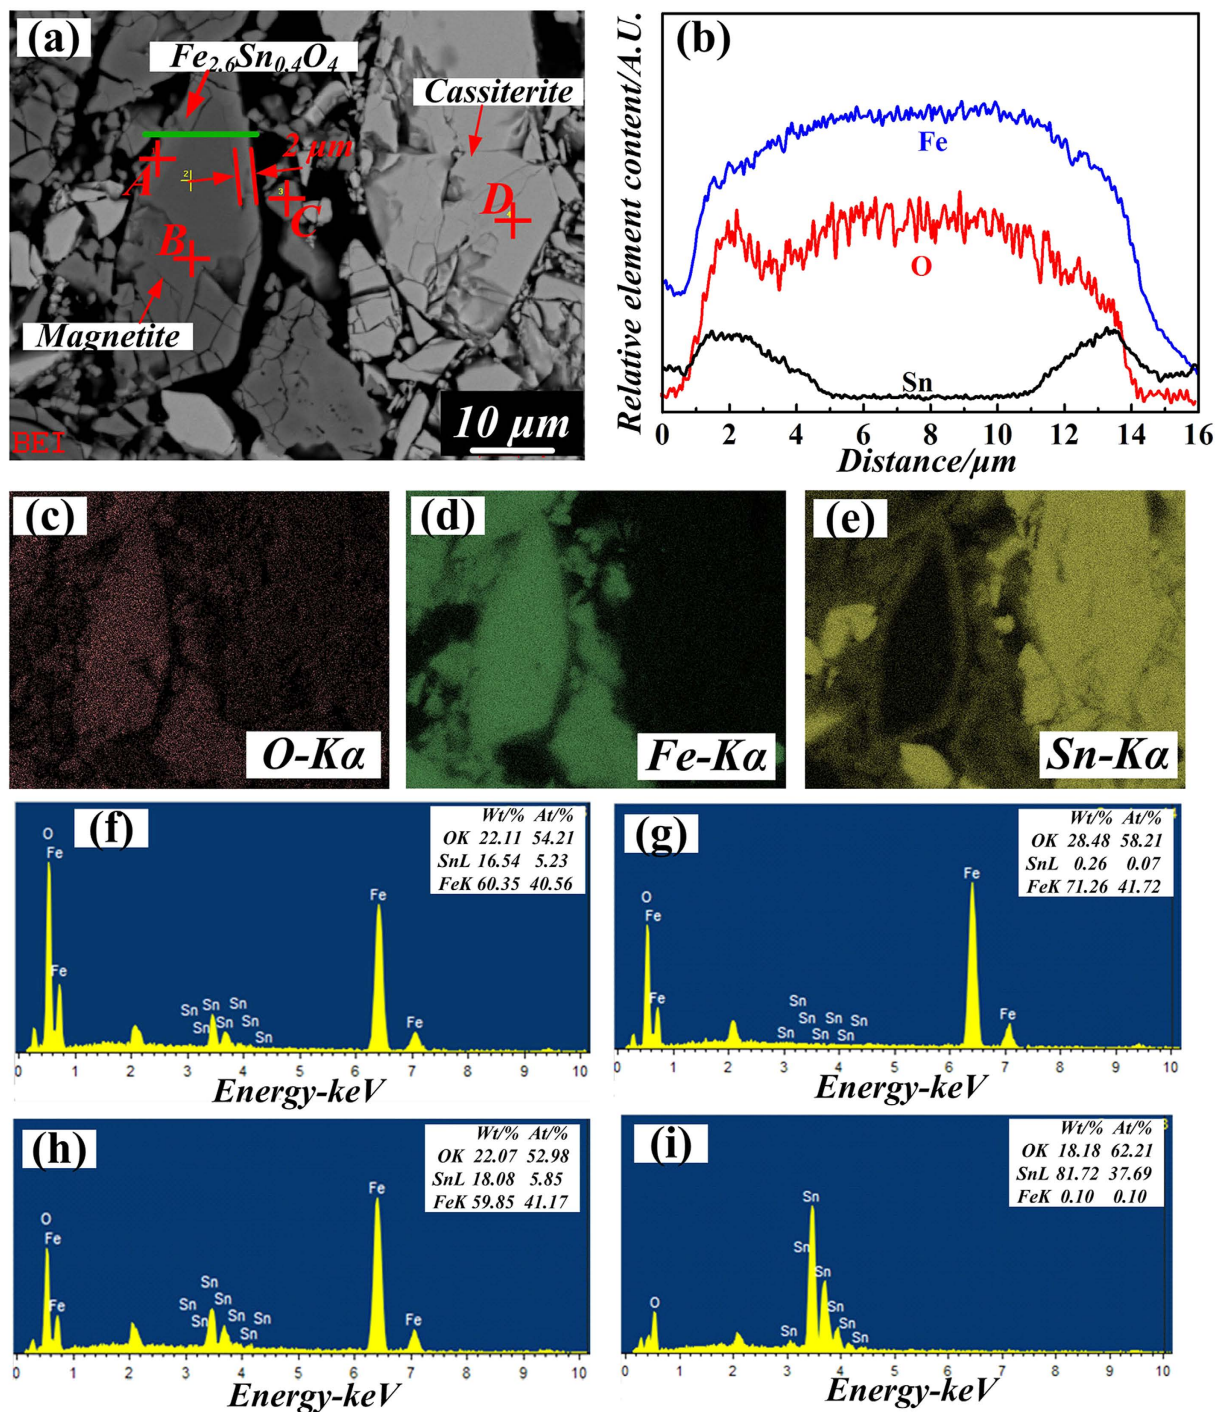 (a)
Fe2.6Sn0.4O4
Cassiterite
2 μm
1
A
2
3
C
D
B
Magnetite
10 μm
BEI
(b)
Relative element content/A.U.
Fe
O
Sn
0 2 4 6 8 10 12 14 16
Distance/μm
(c)
O-Kα
(d)
Fe-Kα
(e)
Sn-Kα
(f)
Wt/% At/%
OK 22.11 54.21
SnL 16.54 5.23
FeK 60.35 40.56
O
Fe
Fe
Sn Sn Sn
Sn Sn Sn
Fe
Fe
0 1 2 3 4 5 6 7 8 9 10
Energy-keV
(g)
Wt/% At/%
OK 28.48 58.21
SnL 0.26 0.07
FeK 71.26 41.72
O
Fe
Fe
Sn
Sn Sn Sn
Sn Sn Sn
Fe
Fe
0 1 2 3 4 5 6 7 8 9 10
Energy-keV
(h)
Wt/% At/%
OK 22.07 52.98
SnL 18.08 5.85
FeK 59.85 41.17
O
Fe
Fe
Sn
Sn Sn
Sn Sn Sn
Sn
Fe
Fe
0 1 2 3 4 5 6 7 8 9 10
Energy-keV
(i)
Wt/% At/%
OK 18.18 62.21
SnL 81.72 37.69
FeK 0.10 0.10
3
O
Sn
Sn
Sn
Sn
Sn
Sn
Sn
0 1 2 3 4 5 6 7 8 9 10
Energy-keV